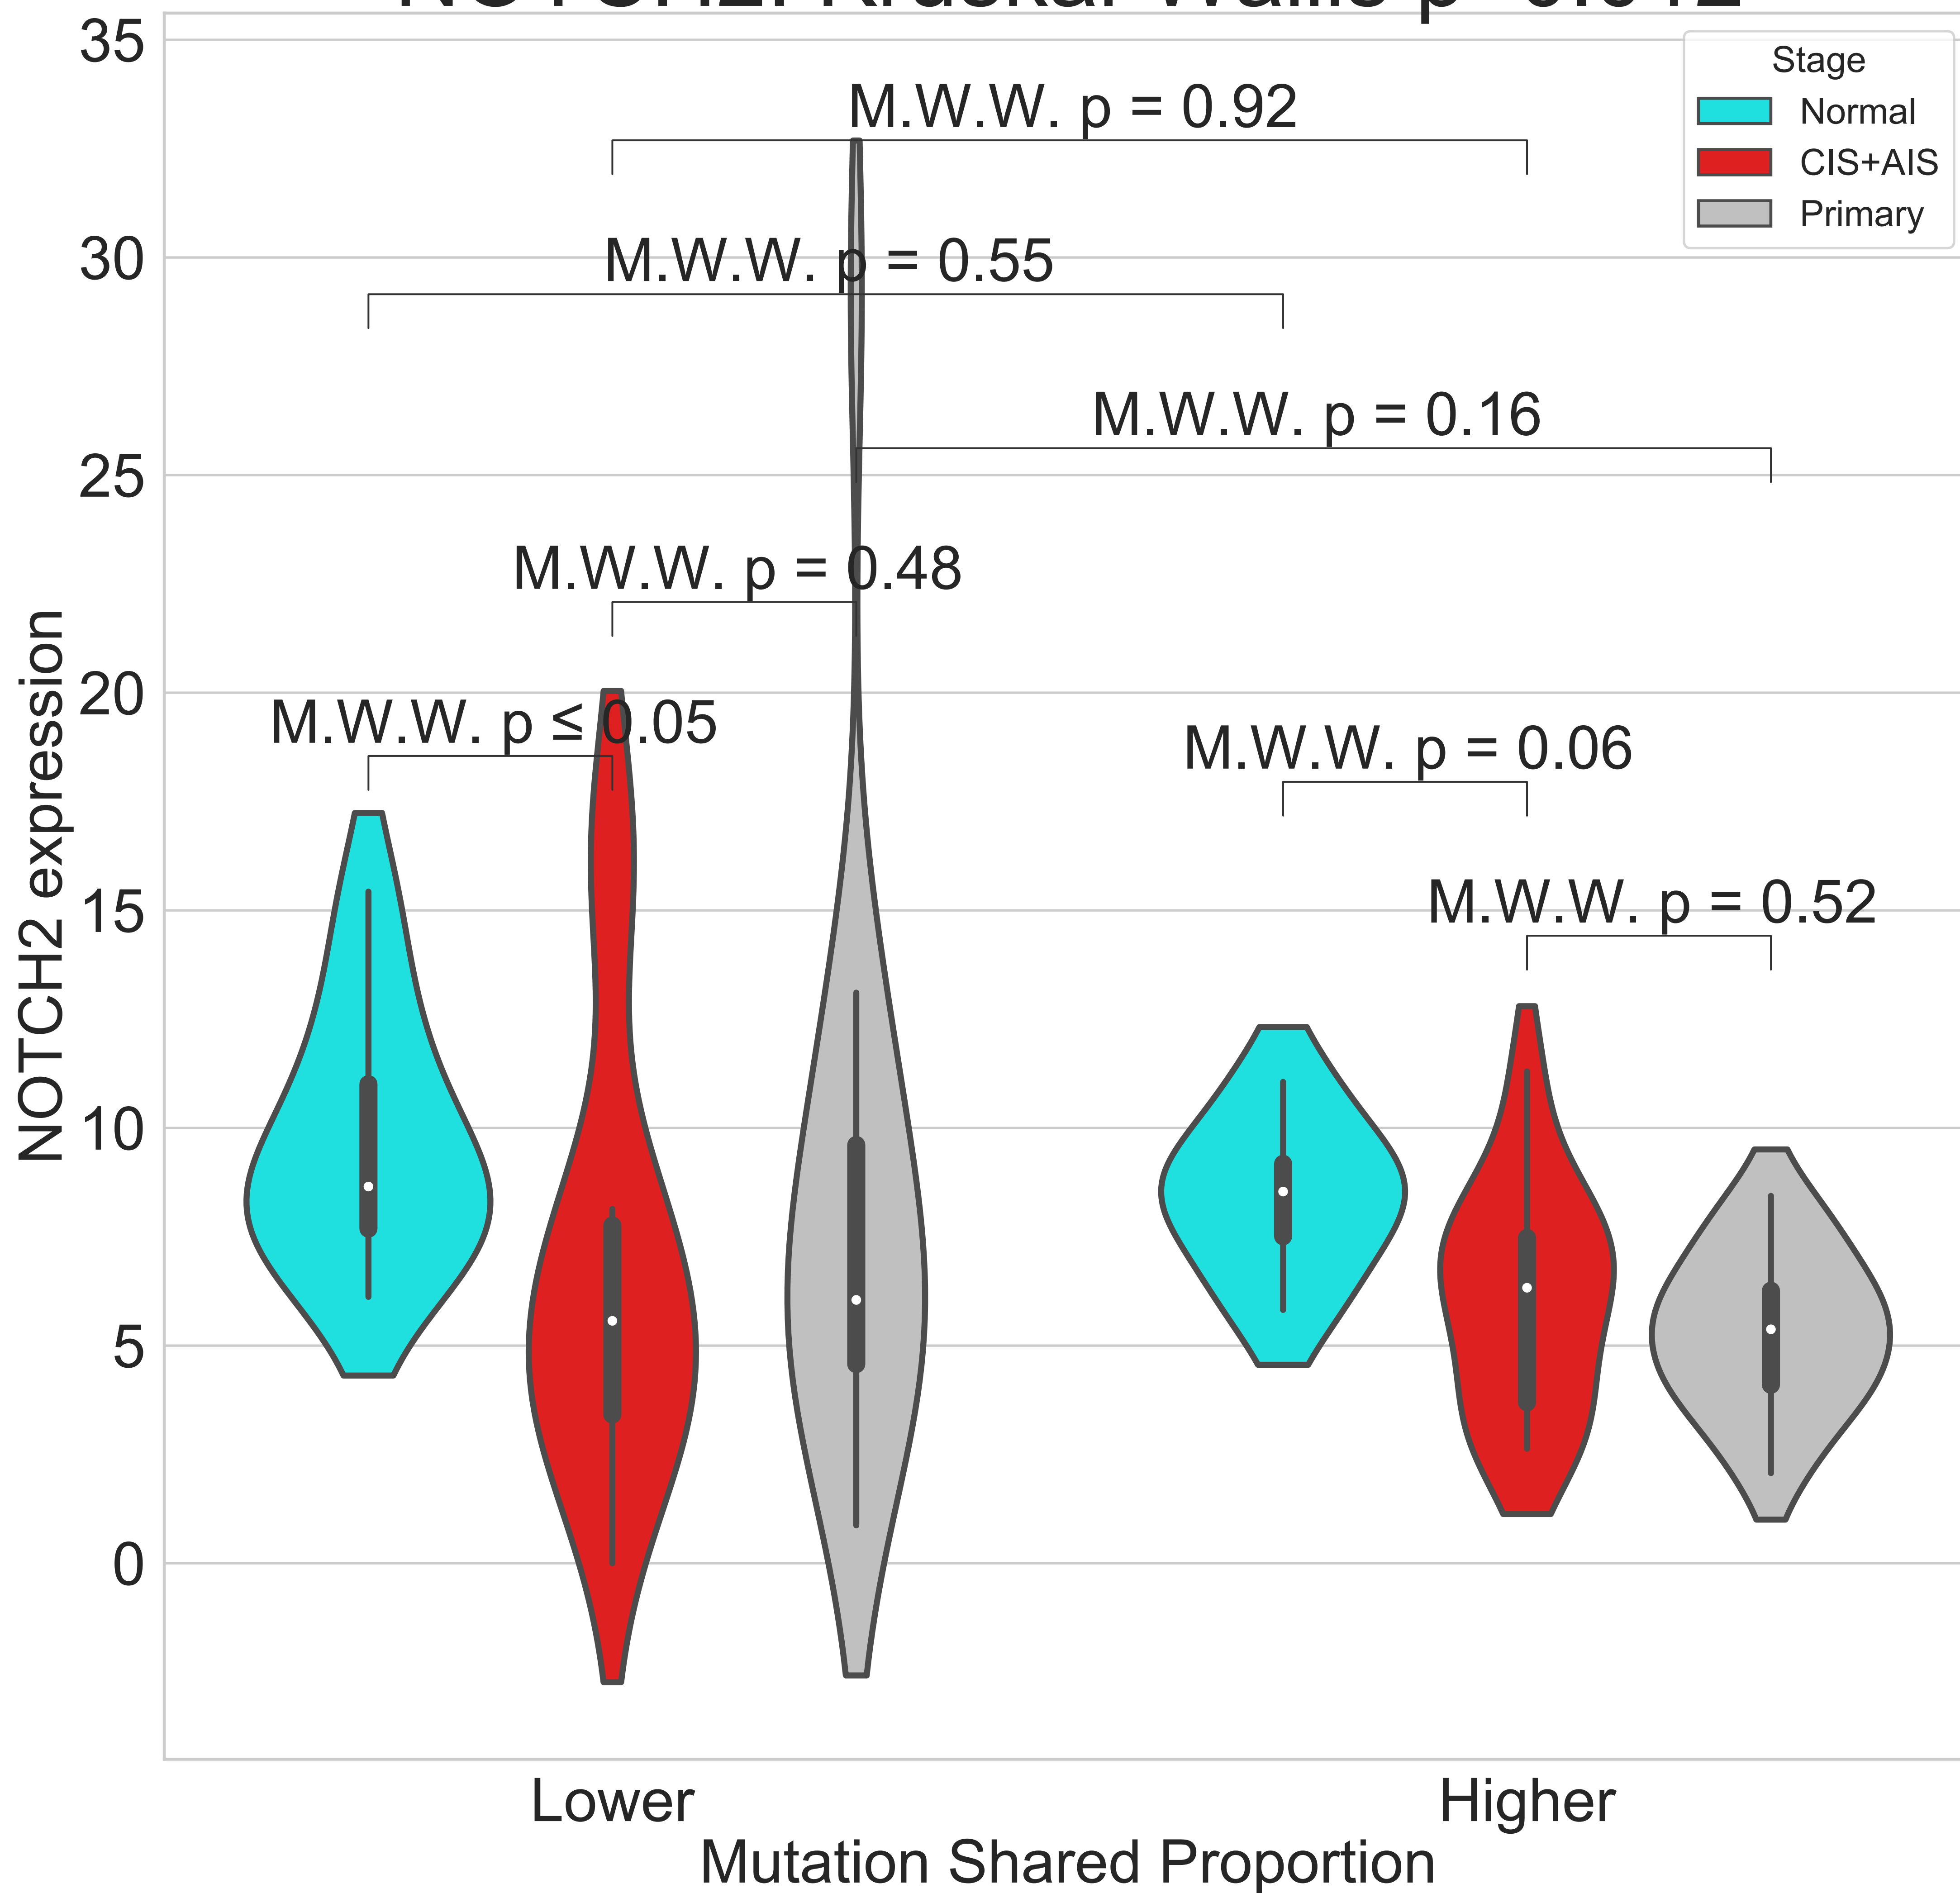 35
Stage
Normal
CIS+AIS
Primary
M.W.W. p = 0.92
30
M.W.W. p = 0.55
M.W.W. p = 0.16
25
M.W.W. p = 0.48
20
M.W.W. p ≤ 0.05
M.W.W. p = 0.06
15
M.W.W. p = 0.52
NOTCH2 expression
10
5
0
Lower
Higher
Mutation Shared Proportion